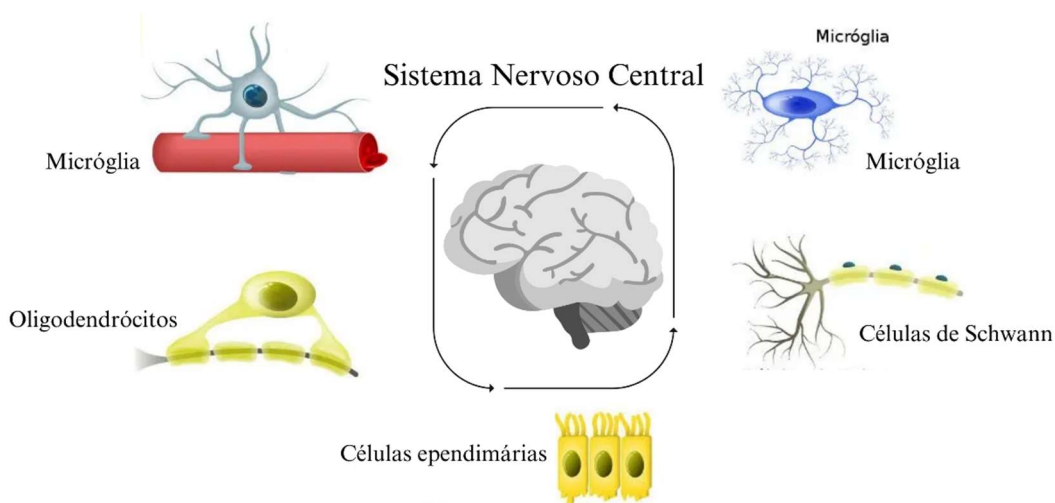 Micróglia
Sistema Nervoso Central
Micróglia
Micróglia
Oligodendrócitos
Células de Schwann
Células ependimárias